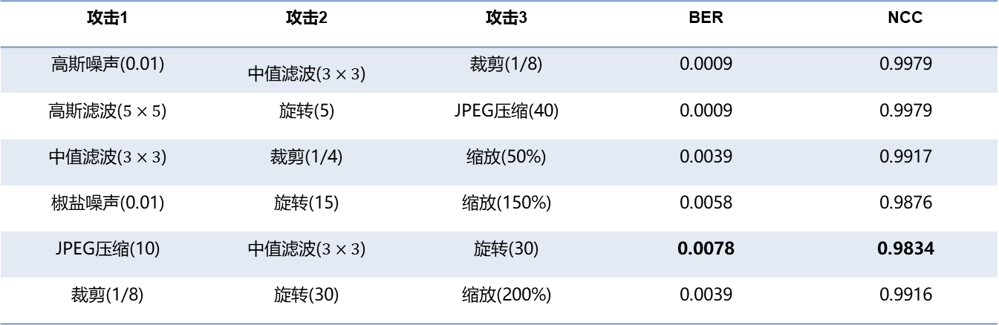 攻击1 攻击2 攻击3 BER NCC
高斯噪声(0.01) 中值滤波(3 × 3) 裁剪(1/8) 0.0009 0.9979
高斯滤波(5 × 5) 旋转(5) JPEG压缩(40) 0.0009 0.9979
中值滤波(3 × 3) 裁剪(1/4) 缩放(50%) 0.0039 0.9917
椒盐噪声(0.01) 旋转(15) 缩放(150%) 0.0058 0.9876
JPEG压缩(10) 中值滤波(3 × 3) 旋转(30) 0.0078 0.9834
裁剪(1/8) 旋转(30) 缩放(200%) 0.0039 0.9916